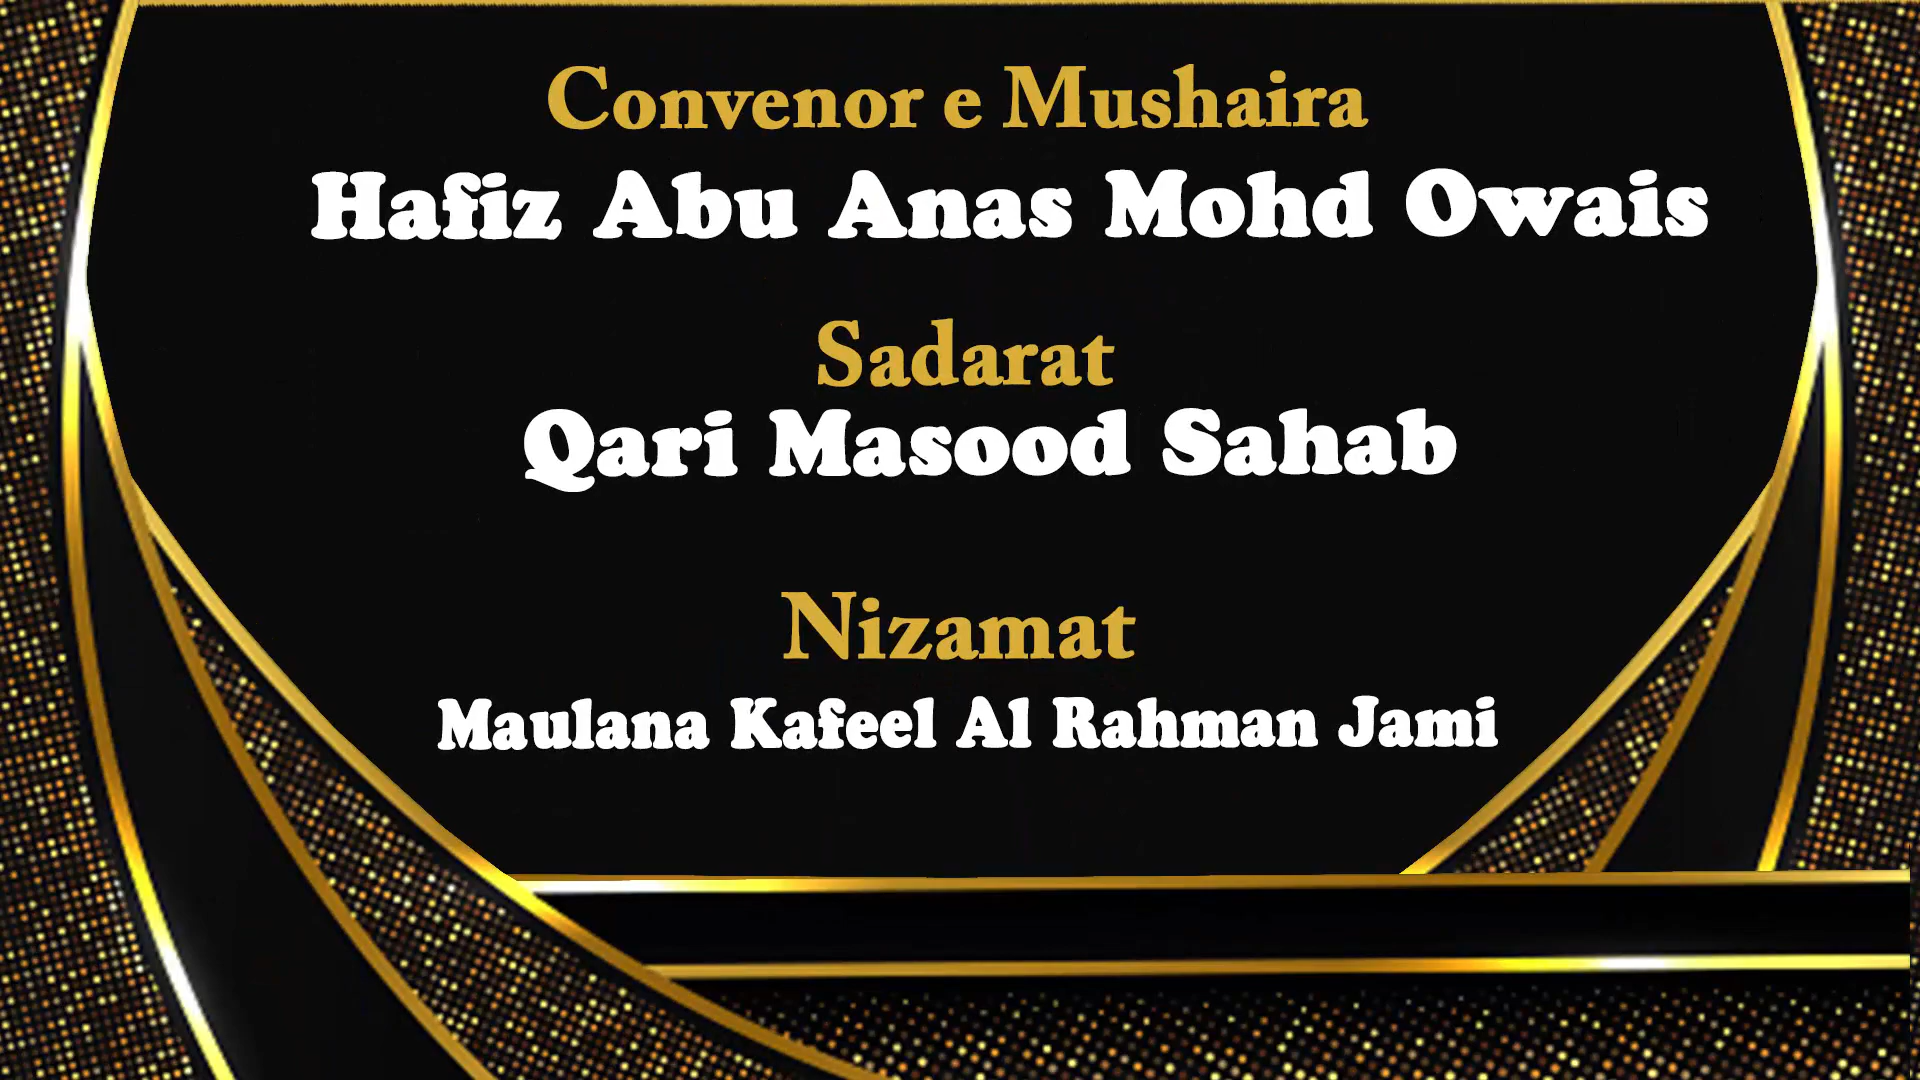 Convenor e Mushaira
Hafiz Abu Anas Mohd Owais
Sadarat
Qari Masood Sahab
Nizamat
Maulana Kafeel Al Rahman Jami